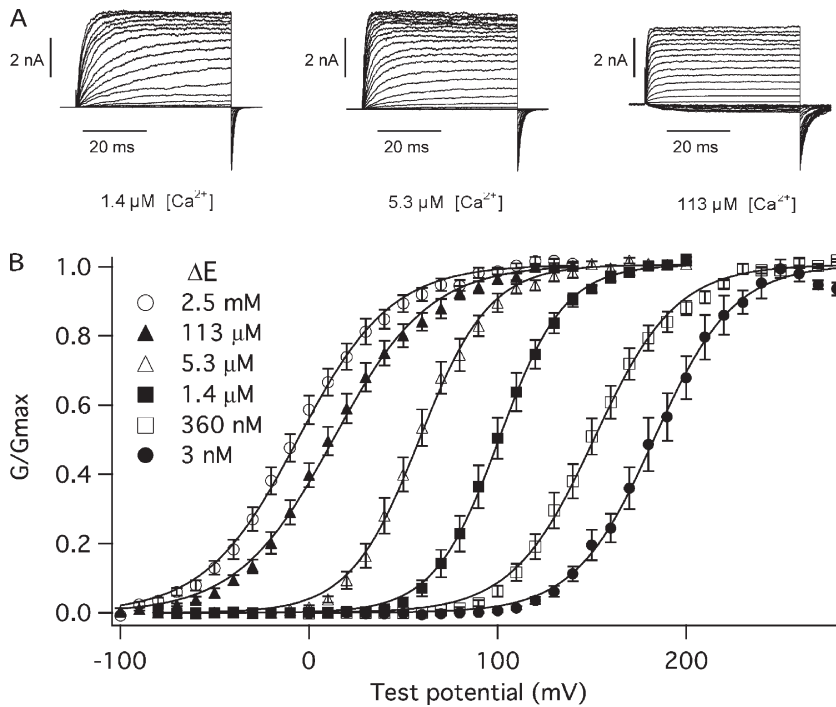 A
2 nA
2 nA
2 nA
20 ms
20 ms
20 ms
1.4 µM [Ca²⁺]
5.3 µM [Ca²⁺]
113 µM [Ca²⁺]
B
ΔE
2.5 mM
113 µM
5.3 µM
1.4 µM
360 nM
3 nM
1.0
0.8
0.6
0.4
0.2
0.0
G/Gmax
-100
0
100
200
Test potential (mV)